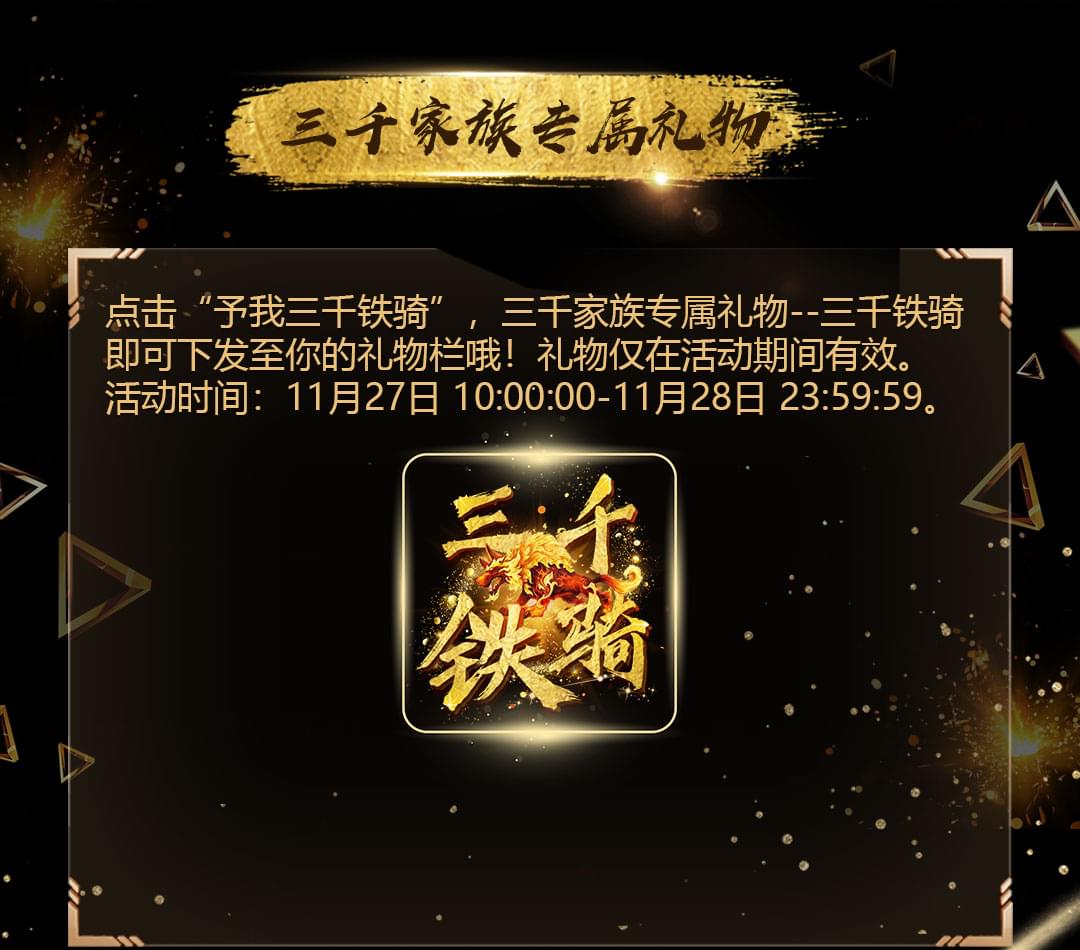 三千家族专属礼物
点击“予我三千铁骑”，三千家族专属礼物--三千铁骑
即可下发至你的礼物栏哦！礼物仅在活动期间有效。
活动时间：11月27日 10:00:00-11月28日 23:59:59。
三千
铁骑